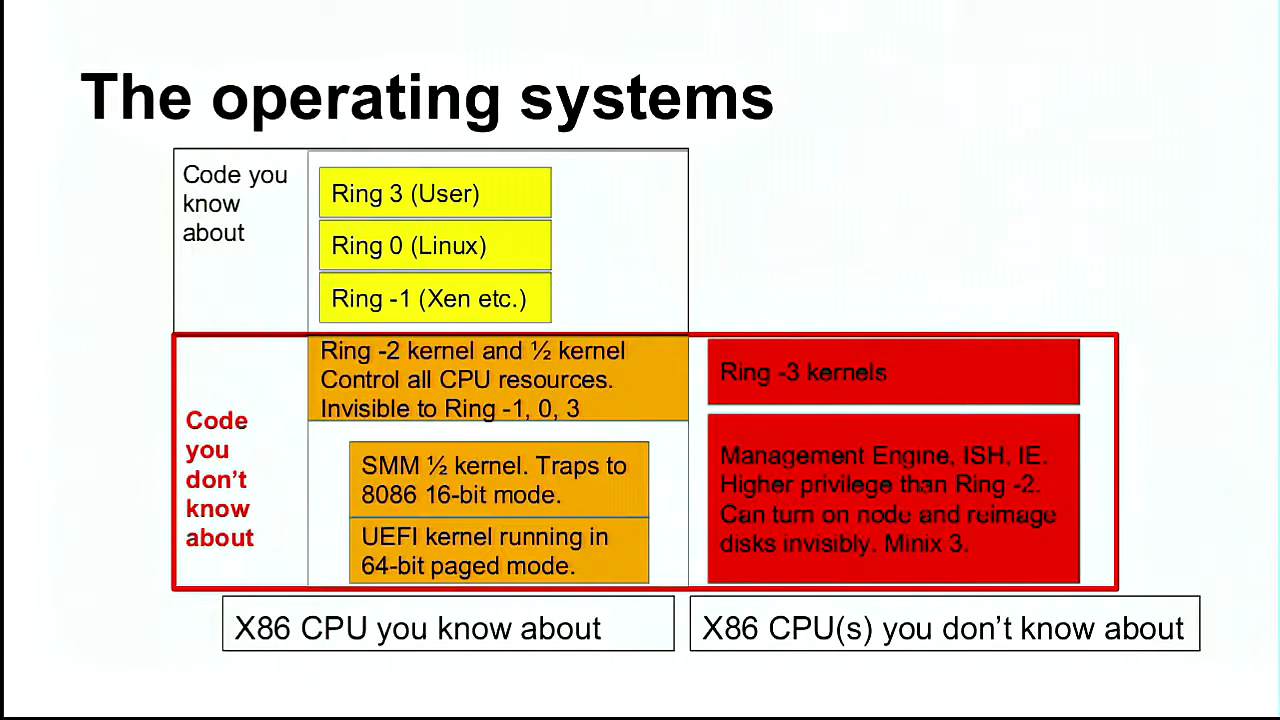 The operating systems
Code you
know
about
Ring 3 (User)
Ring 0 (Linux)
Ring -1 (Xen etc.)
Code
you
don’t
know
about
Ring -2 kernel and ½ kernel
Control all CPU resources.
Invisible to Ring -1, 0, 3
SMM ½ kernel. Traps to
8086 16-bit mode.
UEFI kernel running in
64-bit paged mode.
Ring -3 kernels
Management Engine, ISH, IE.
Higher privilege than Ring -2.
Can turn on node and reimage
disks invisibly. Minix 3.
X86 CPU you know about
X86 CPU(s) you don’t know about